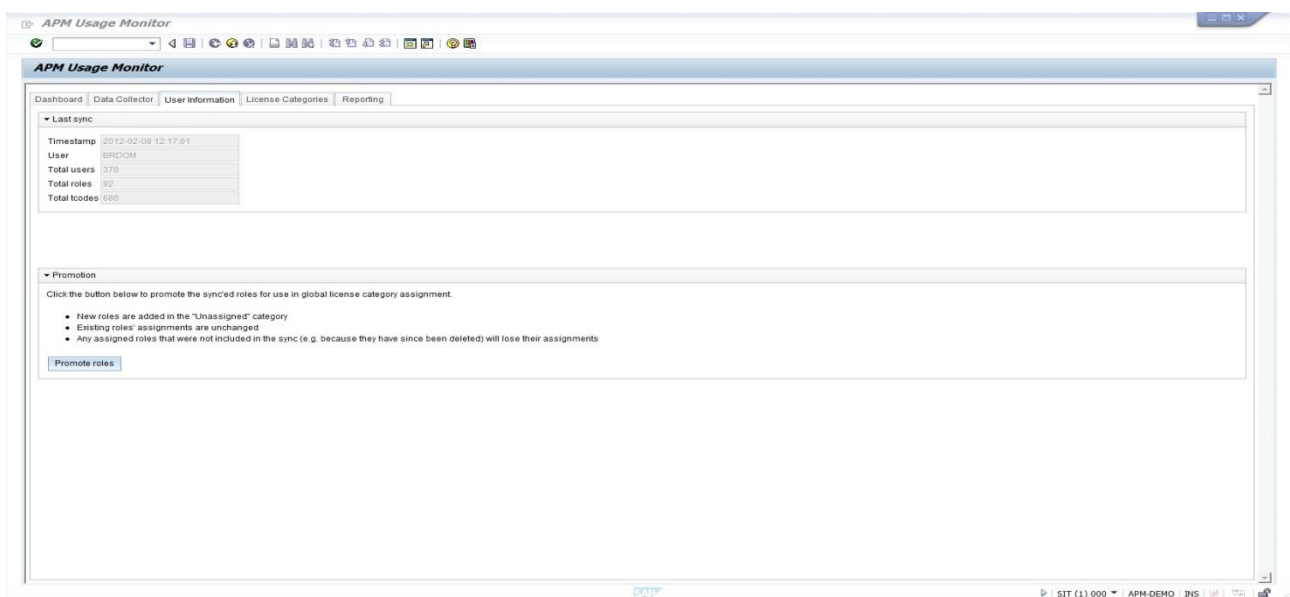 APM Usage Monitor
APM Usage Monitor
Dashboard Data Collector User Information License Categories Reporting
Last sync
Timestamp 2012-02-08 12:17:01
User BRDOM
Total users 376
Total roles 92
Total tcodes 686
Promotion
Click the button below to promote the sync'ed roles for use in global license category assignment.
New roles are added in the "Unassigned" category
Existing roles' assignments are unchanged
Any assigned roles that were not included in the sync (e.g. because they have since been deleted) will lose their assignments
Promote roles
SAP
SIT (1) 000 APM-DEMO INS